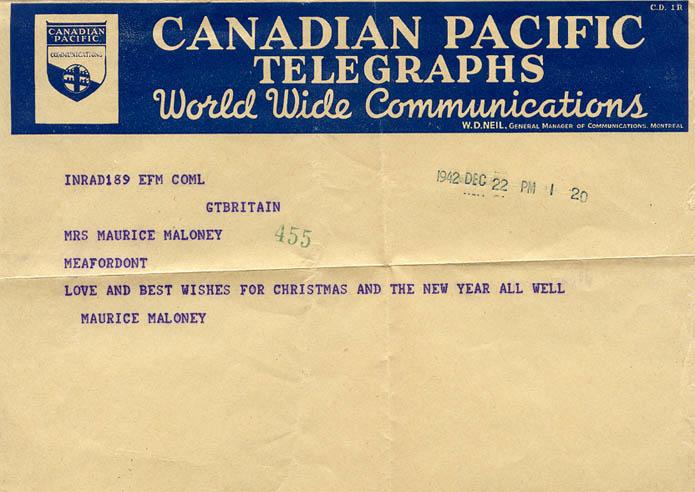 C.D. 1R
CANADIAN PACIFIC
COMMUNICATIONS
CANADIAN PACIFIC
TELEGRAPHS
World Wide Communications
W.D. NEIL, GENERAL MANAGER OF COMMUNICATIONS, MONTREAL
INRAD189 EFM COML
1942 DEC 22 PM 1 20
GTBRITAIN
MRS MAURICE MALONEY
455
MEAFORDONT
LOVE AND BEST WISHES FOR CHRISTMAS AND THE NEW YEAR ALL WELL
MAURICE MALONEY